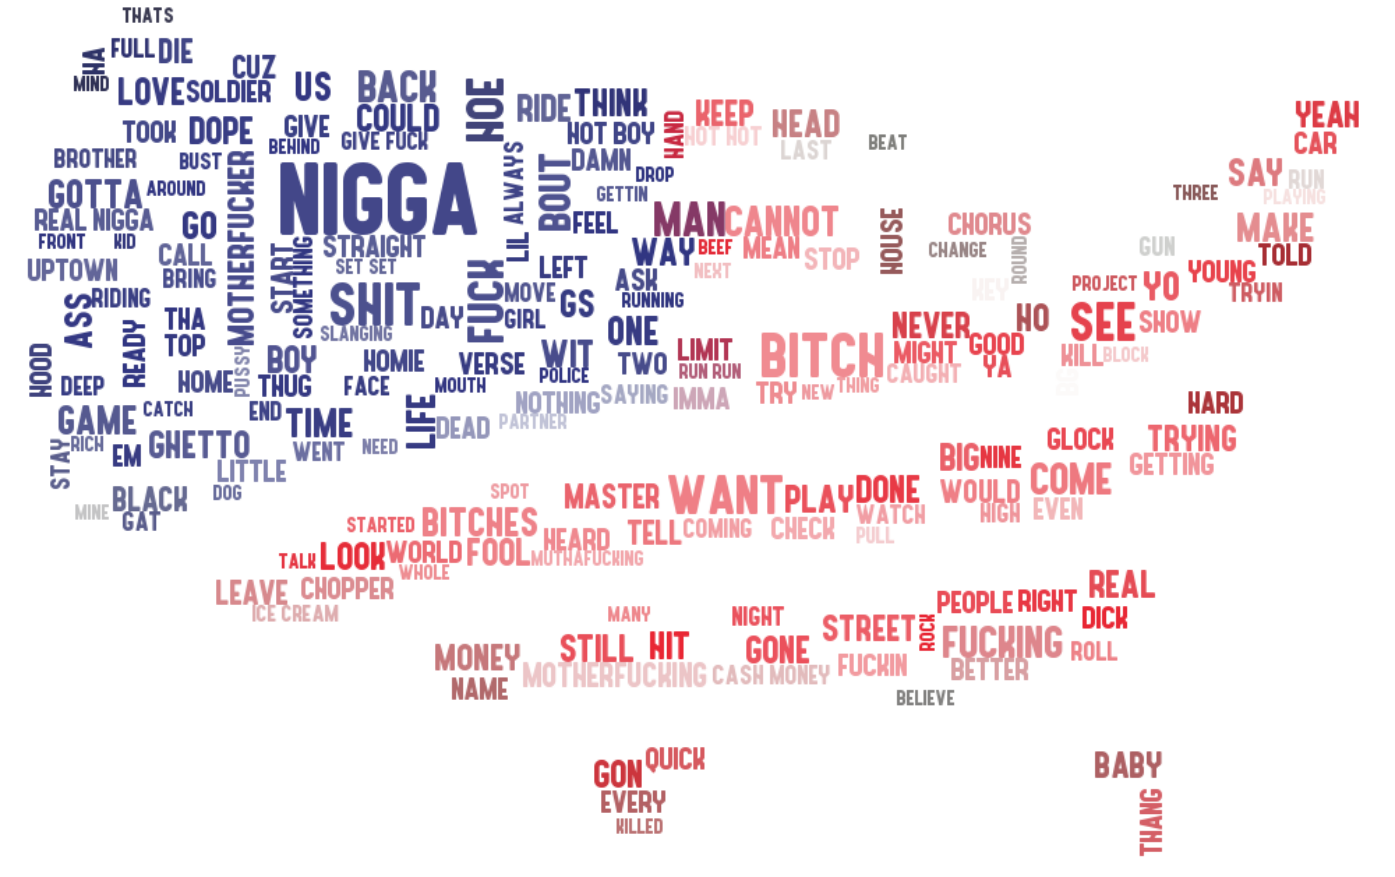 THATS
HA
FULL
DIE
MIND
CUZ
LOVE
SOLDIER
US
BACK
HOE
RIDE
THINK
COULD
TOOK
DOPE
GIVE
BEHIND
GIVE FUCK
HOT BOY
HAND
KEEP
HOT HOT
HEAD
LAST
BEAT
YEAH
CAR
BROTHER
BUST
MOTHERFUCKER
NIGGA
ALWAYS
BOUT
DAMN
DROP
GETTIN
SAY
RUN
PLAYING
THREE
GOTTA
AROUND
REAL NIGGA
GO
FRONT
KID
FEEL
MAN
CANNOT
HOUSE
CHORUS
MAKE
TOLD
CALL
START
SOMETHING
STRAIGHT
SET SET
LIL
WAY
BEEF
MEAN
STOP
NEXT
CHANGE
ROUND
GUN
UPTOWN
BRING
FUCK
LEFT
ASK
RUNNING
KEY
PROJECT
YO
YOUNG
TRYIN
ASS
RIDING
SHIT
MOVE
GS
DAY
GIRL
THA
TOP
READY
SLANGING
ONE
BITCH
NEVER
HO
SEE
SHOW
HOOD
DEEP
HOME
PUSSY
BOY
THUG
HOMIE
FACE
VERSE
MOUTH
WIT
POLICE
TWO
LIMIT
RUN RUN
MIGHT
GOOD
YA
CAUGHT
KILL
BLOCK
BG
GAME
CATCH
END
TIME
LIFE
NOTHING
SAYING
IMMA
TRY
NEW
THING
HARD
STAY
RICH
EM
GHETTO
WENT
NEED
DEAD
PARTNER
BIG
NINE
GLOCK
TRYING
LITTLE
DOG
GETTING
MINE
BLACK
GAT
SPOT
MASTER
WANT
PLAY
DONE
WOULD
COME
STARTED
BITCHES
HEARD
TELL
COMING
CHECK
WATCH
PULL
HIGH
EVEN
TALK
LOOK
WORLD
FOOL
MUTHAFUCKING
WHOLE
LEAVE
CHOPPER
ICE CREAM
MANY
NIGHT
STREET
ROCK
PEOPLE
RIGHT
REAL
DICK
MONEY
STILL
HIT
GONE
FUCKIN
FUCKING
ROLL
NAME
MOTHERFUCKING
CASH MONEY
BETTER
BELIEVE
GON
QUICK
EVERY
KILLED
BABY
THANG